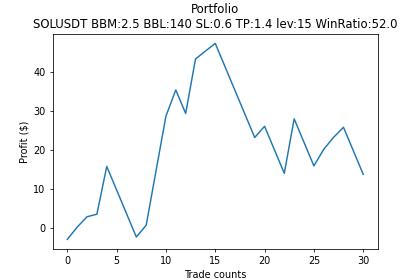 Portfolio
SOLUSDT BBM:2.5 BBL:140 SL:0.6 TP:1.4 lev:15 WinRatio:52.0
Profit ($)
40
30
20
10
0
0 5 10 15 20 25 30
Trade counts